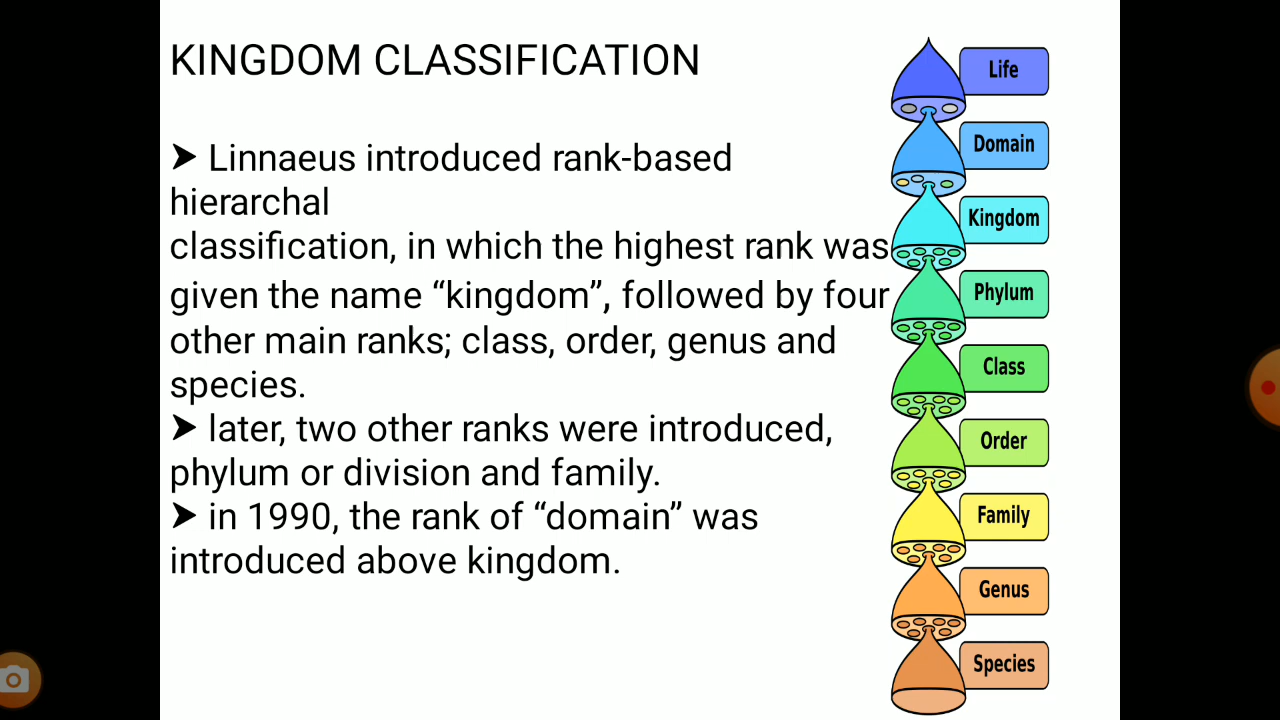 KINGDOM CLASSIFICATION
➤ Linnaeus introduced rank-based
hierarchal
classification, in which the highest rank was
given the name “kingdom”, followed by four
other main ranks; class, order, genus and
species.
➤ later, two other ranks were introduced,
phylum or division and family.
➤ in 1990, the rank of “domain” was
introduced above kingdom.
Life
Domain
Kingdom
Phylum
Class
Order
Family
Genus
Species